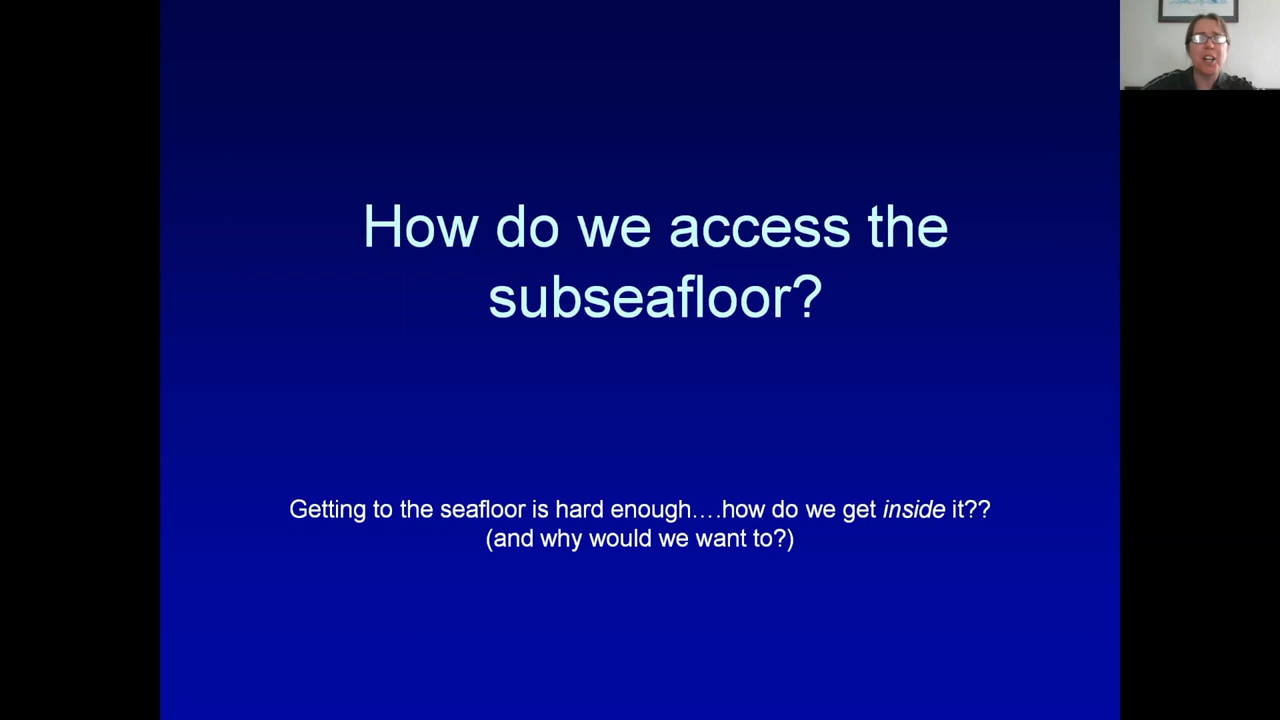 How do we access the
subseafloor?
Getting to the seafloor is hard enough....how do we get inside it??
(and why would we want to?)